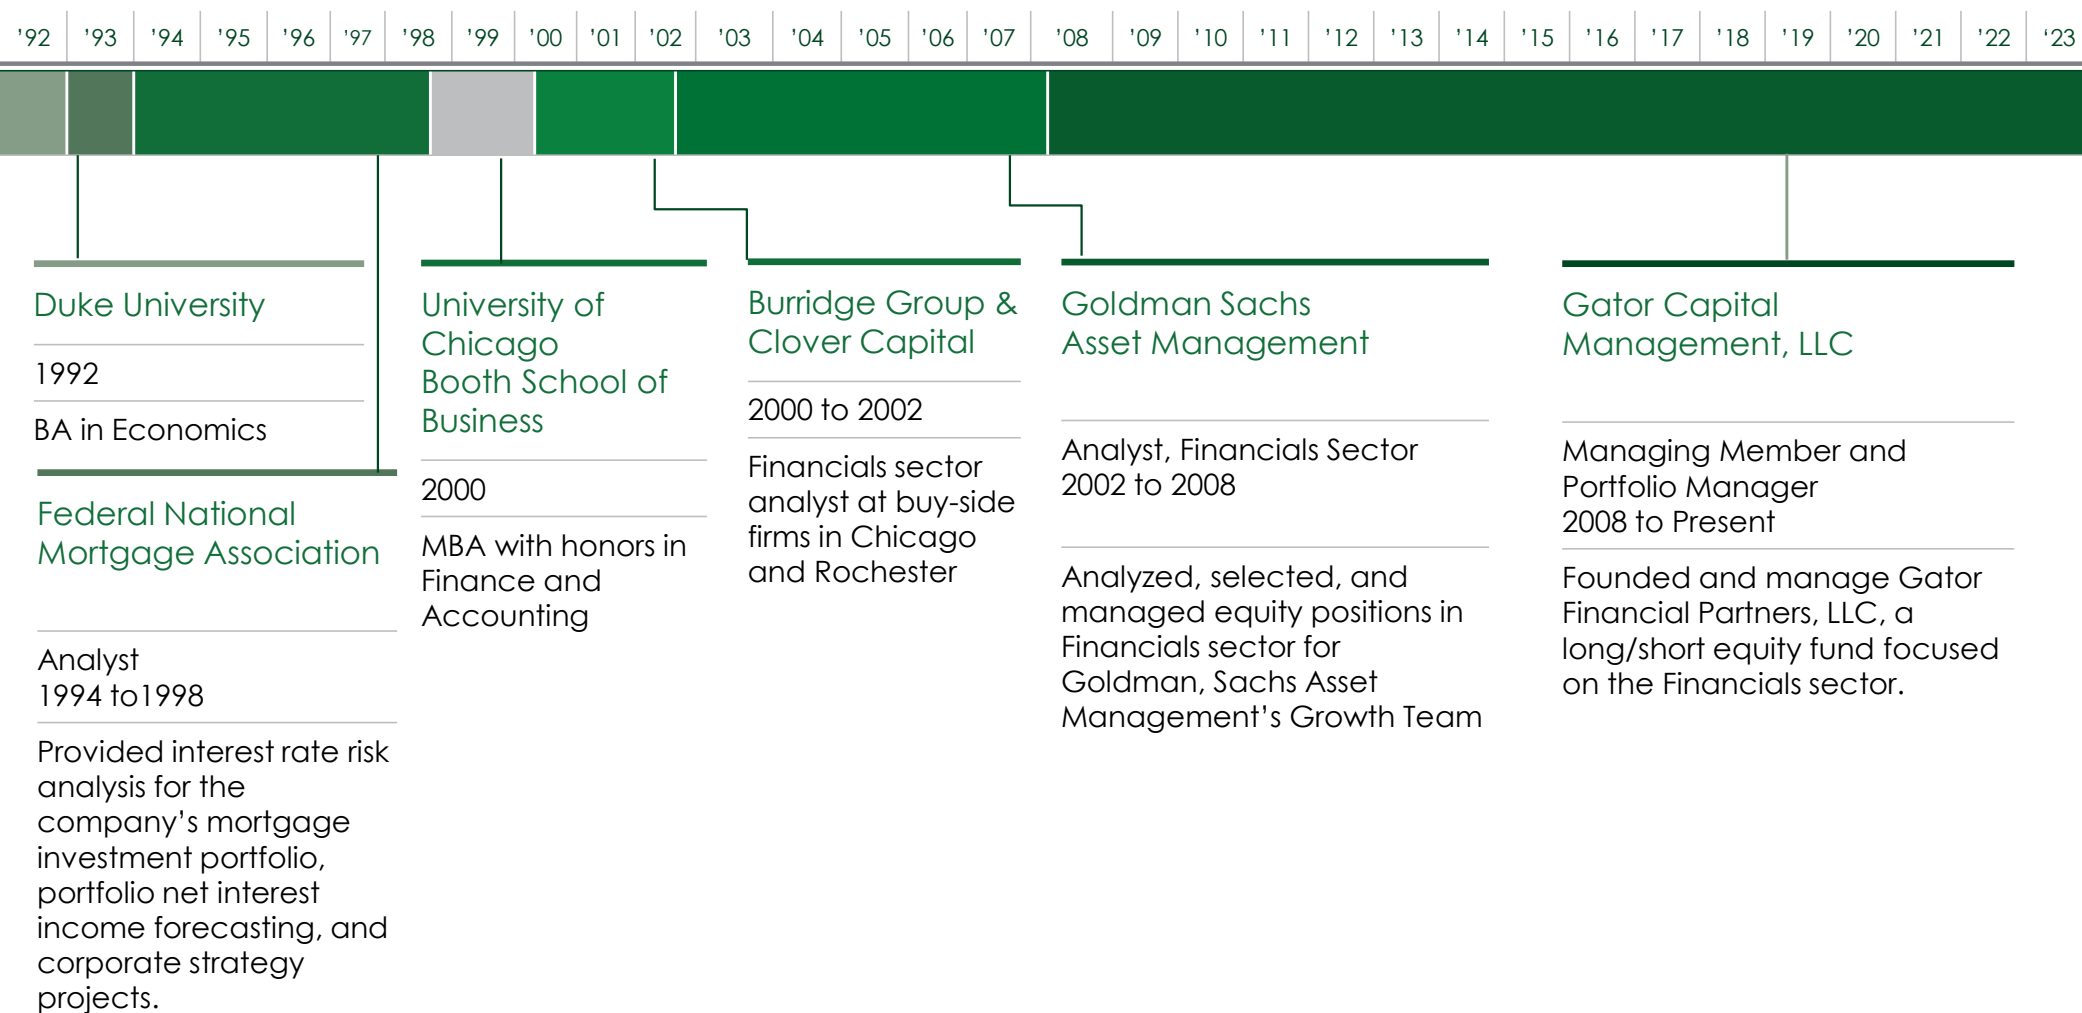 ’92 ’93 ’94 ’95 ’96 ’97 ’98 ’99 ’00 ’01 ’02 ’03 ’04 ’05 ’06 ’07 ’08 ’09 ’10 ’11 ’12 ’13 ’14 ’15 ’16 ’17 ’18 ’19 ’20 ’21 ’22 ‘23
Duke University
1992
BA in Economics
Federal National
Mortgage Association
Analyst
1994 to1998
Provided interest rate risk
analysis for the
company’s mortgage
investment portfolio,
portfolio net interest
income forecasting, and
corporate strategy
projects.
University of
Chicago
Booth School of
Business
2000
MBA with honors in
Finance and
Accounting
Burridge Group &
Clover Capital
2000 to 2002
Financials sector
analyst at buy-side
firms in Chicago
and Rochester
Goldman Sachs
Asset Management
Analyst, Financials Sector
2002 to 2008
Analyzed, selected, and
managed equity positions in
Financials sector for
Goldman, Sachs Asset
Management’s Growth Team
Gator Capital
Management, LLC
Managing Member and
Portfolio Manager
2008 to Present
Founded and manage Gator
Financial Partners, LLC, a
long/short equity fund focused
on the Financials sector.